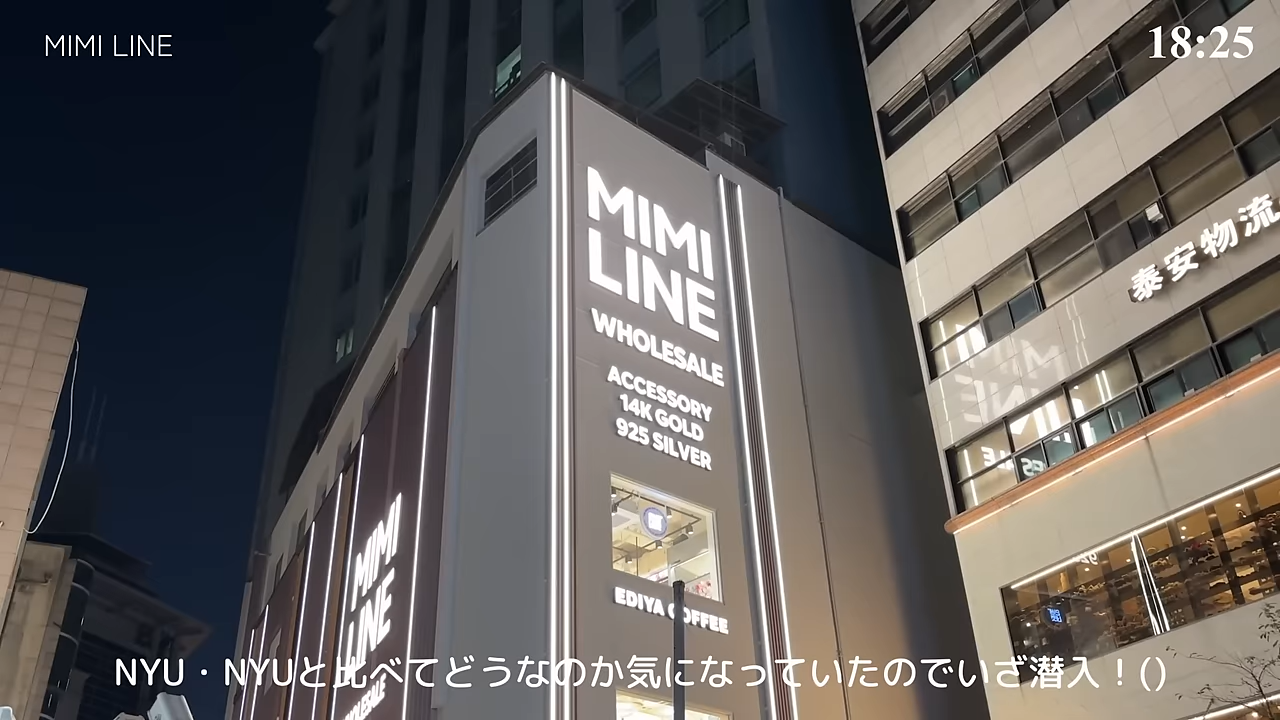 MIMI LINE
18:25
MIMI
LINE
WHOLESALE
ACCESSORY
14K GOLD
925 SILVER
泰安物流
MIMI
LINE
EDIYA COFFEE
NYU・NYUと比べてどうなのか気になっていたのでいざ潜入！()